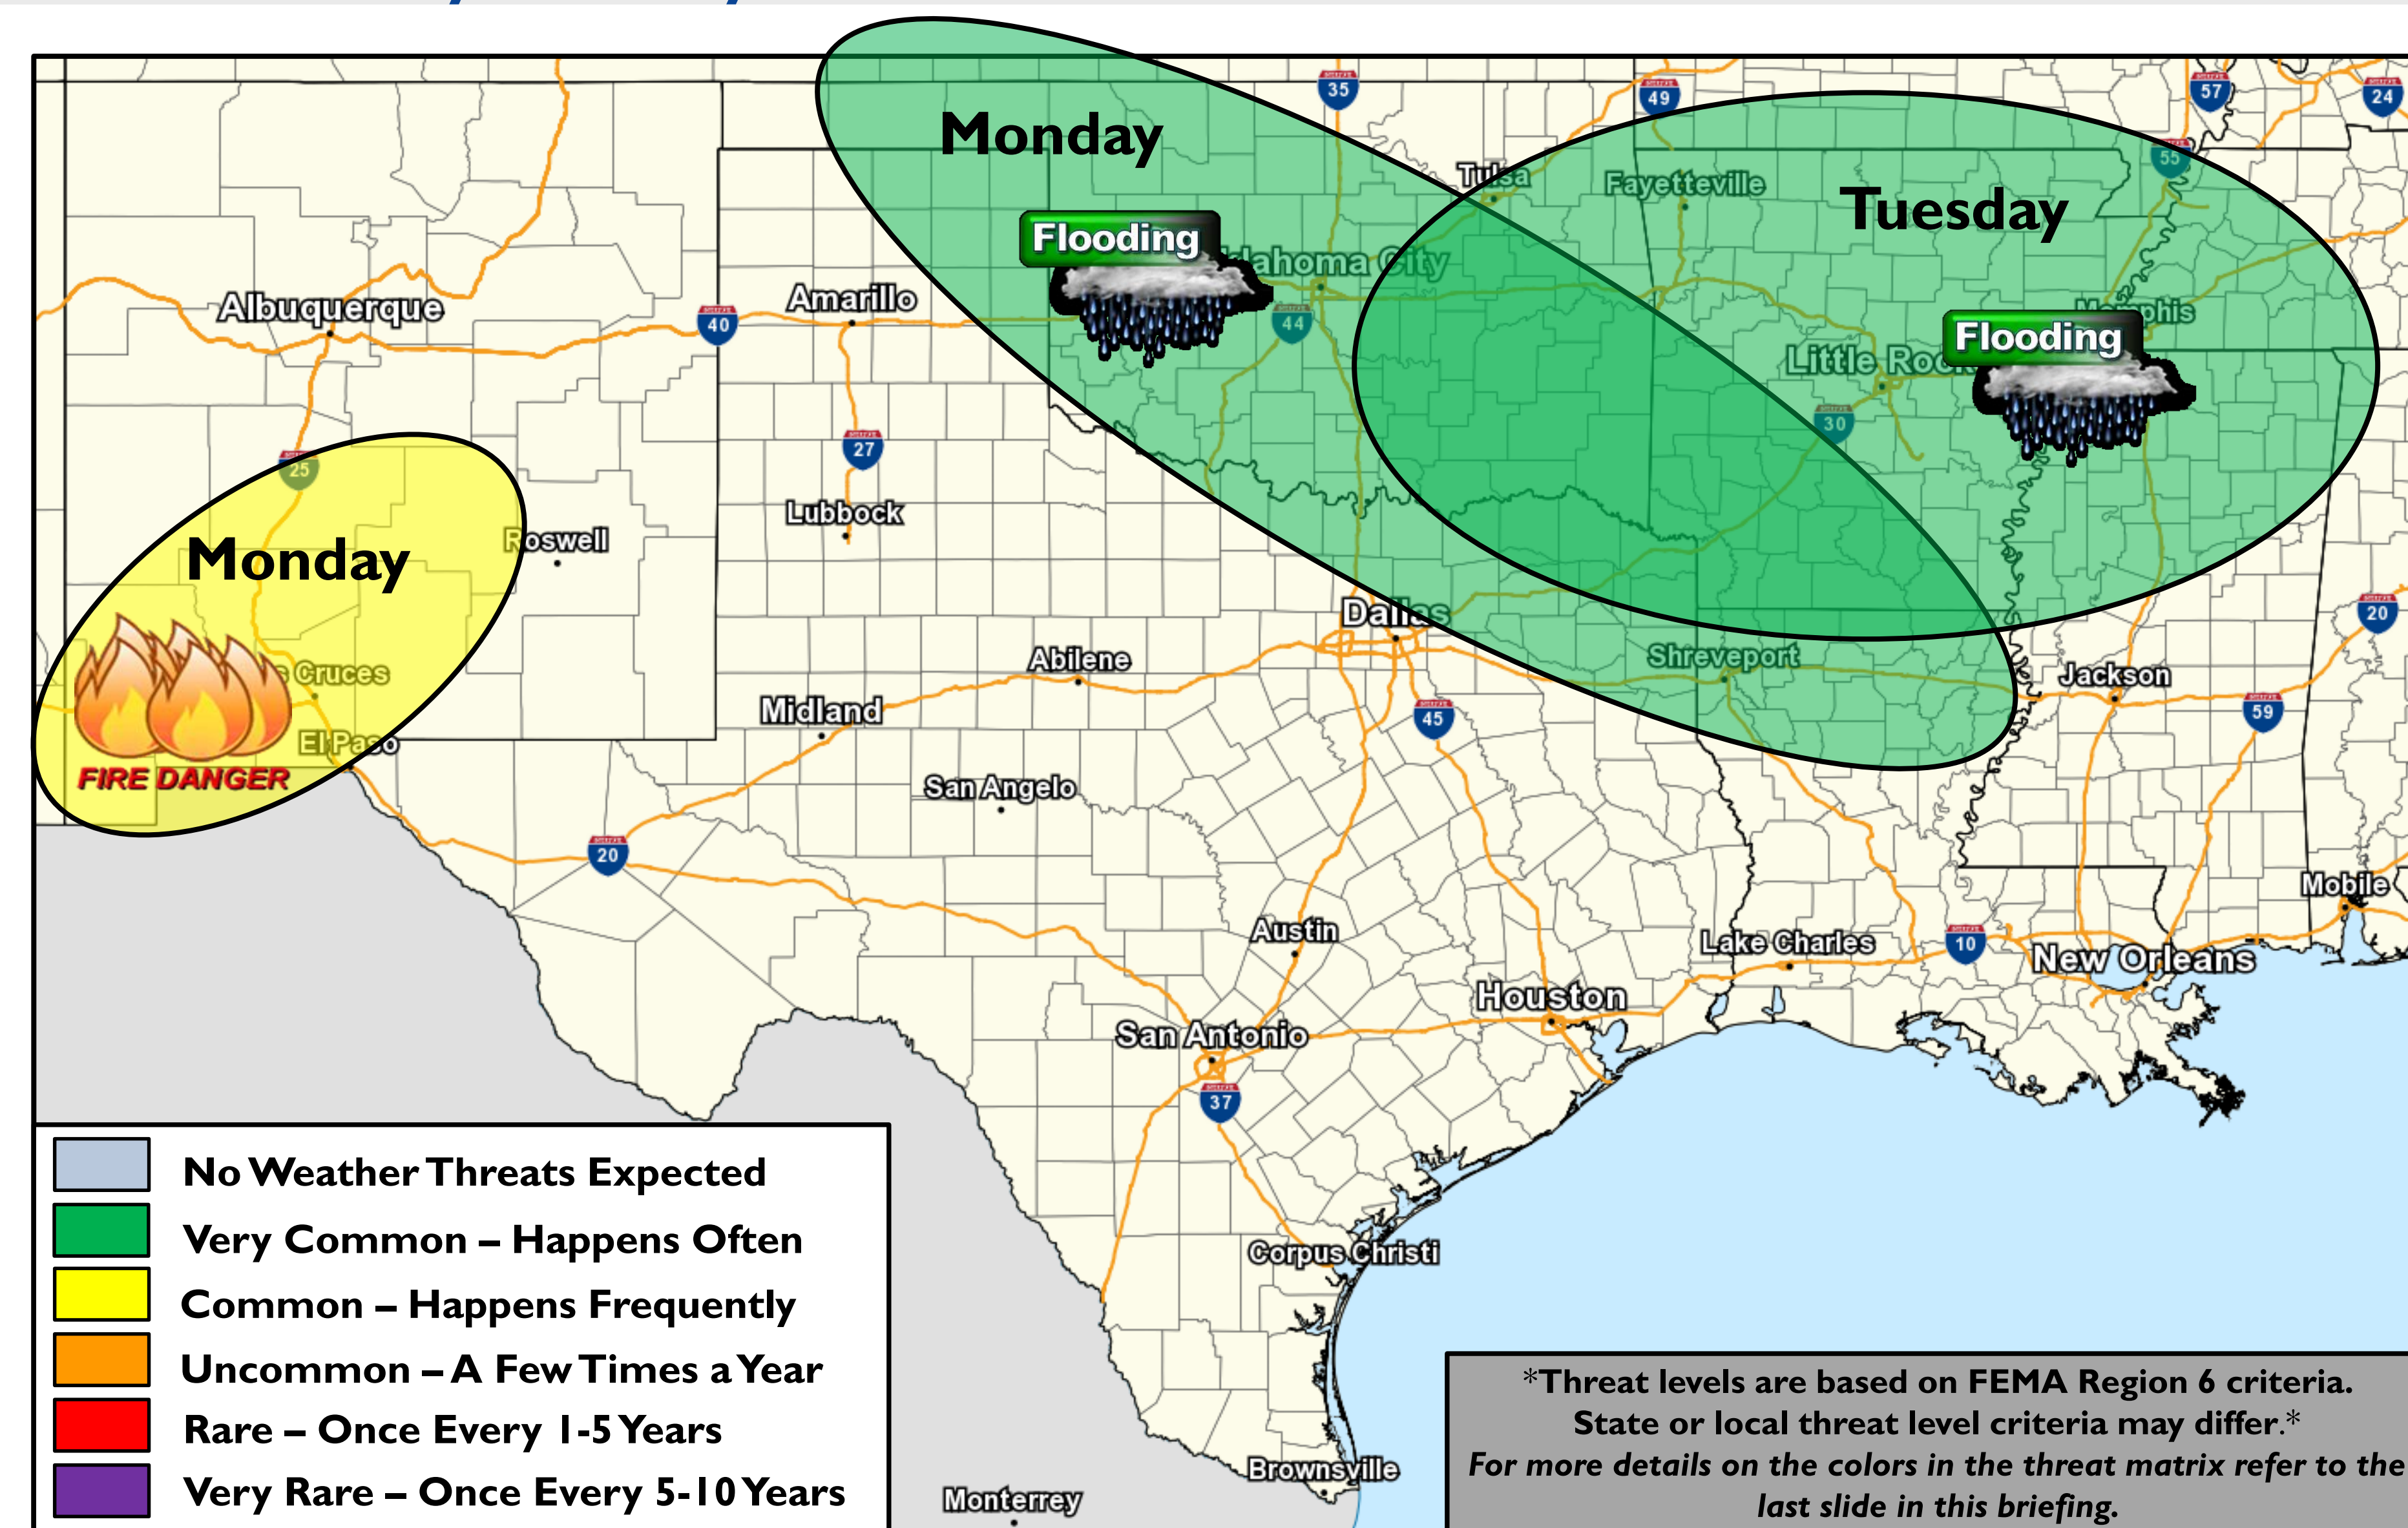 Monday
Tuesday
Flooding
Flooding
Monday
FIRE DANGER
35
49
57
24
55
Tulsa
Fayetteville
Oklahoma City
Memphis
Albuquerque
Amarillo
40
44
Little Rock
30
25
27
Roswell
Lubbock
20
Dallas
Shreveport
Abilene
Cruces
Jackson
Midland
45
59
El Paso
San Angelo
20
Mobile
Austin
Lake Charles
10
New Orleans
Houston
San Antonio
37
Corpus Christi
Brownsville
Monterrey
No Weather Threats Expected
Very Common – Happens Often
Common – Happens Frequently
Uncommon – A Few Times a Year
Rare – Once Every 1-5 Years
Very Rare – Once Every 5-10 Years
*Threat levels are based on FEMA Region 6 criteria.
State or local threat level criteria may differ.*
For more details on the colors in the threat matrix refer to the
last slide in this briefing.